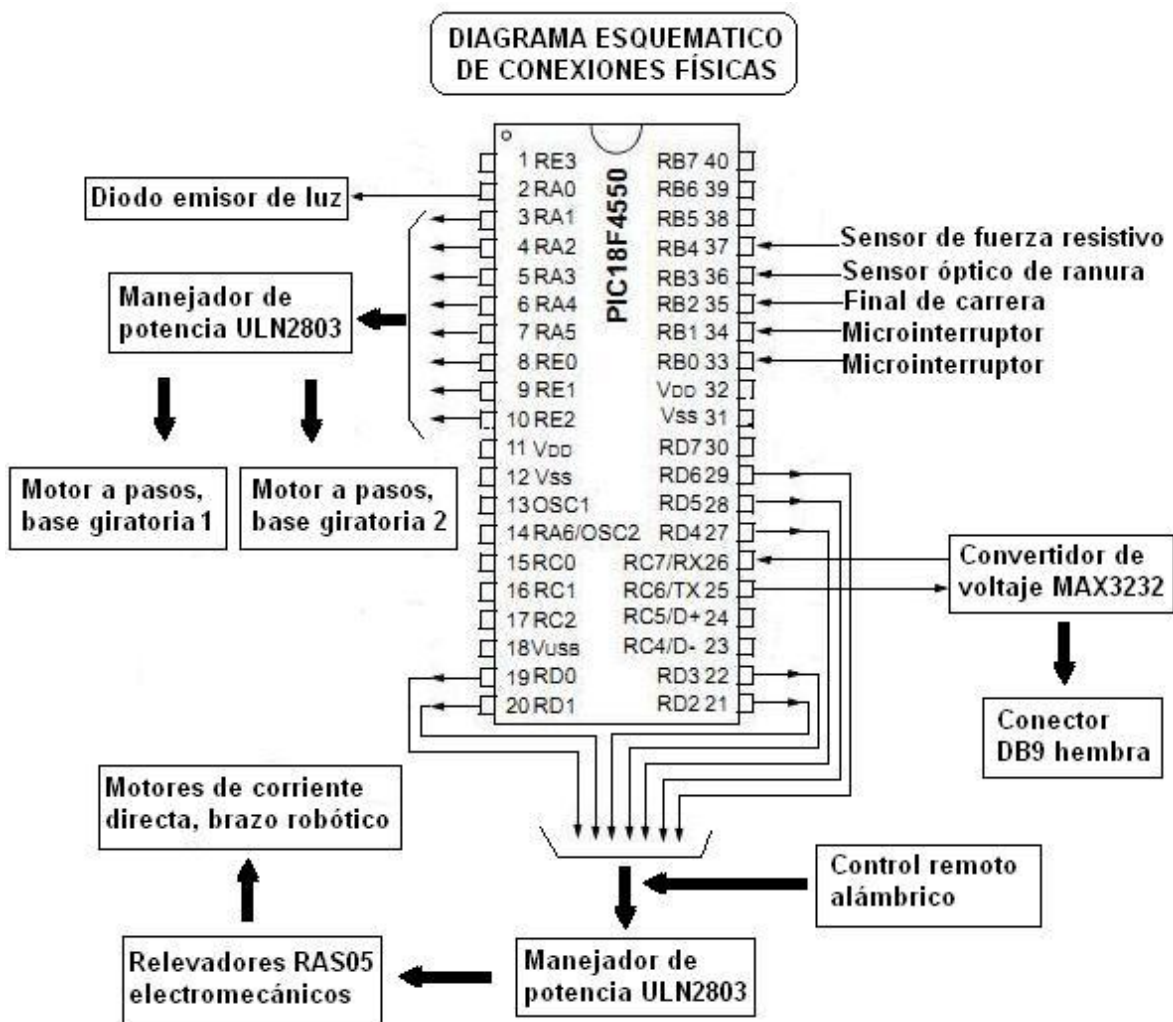 DIAGRAMA ESQUEMATICO
DE CONEXIONES FÍSICAS
PIC18F4550
1 RE3
2 RA0
3 RA1
4 RA2
5 RA3
6 RA4
7 RA5
8 RE0
9 RE1
10 RE2
11 VDD
12 VSS
13 OSC1
14 RA6/OSC2
15 RC0
16 RC1
17 RC2
18 VUSB
19 RD0
20 RD1
RB7 40
RB6 39
RB5 38
RB4 37
RB3 36
RB2 35
RB1 34
RB0 33
VDD 32
VSS 31
RD7 30
RD6 29
RD5 28
RD4 27
RC7/RX 26
RC6/TX 25
RC5/D+ 24
RC4/D- 23
RD3 22
RD2 21
Diodo emisor de luz
Manejador de
potencia ULN2803
Motor a pasos,
base giratoria 1
Motor a pasos,
base giratoria 2
Sensor de fuerza resistivo
Sensor óptico de ranura
Final de carrera
Microinterruptor
Microinterruptor
Convertidor de
voltaje MAX3232
Conector
DB9 hembra
Motores de corriente
directa, brazo robótico
Control remoto
alámbrico
Relevadores RAS05
electromecánicos
Manejador de
potencia ULN2803